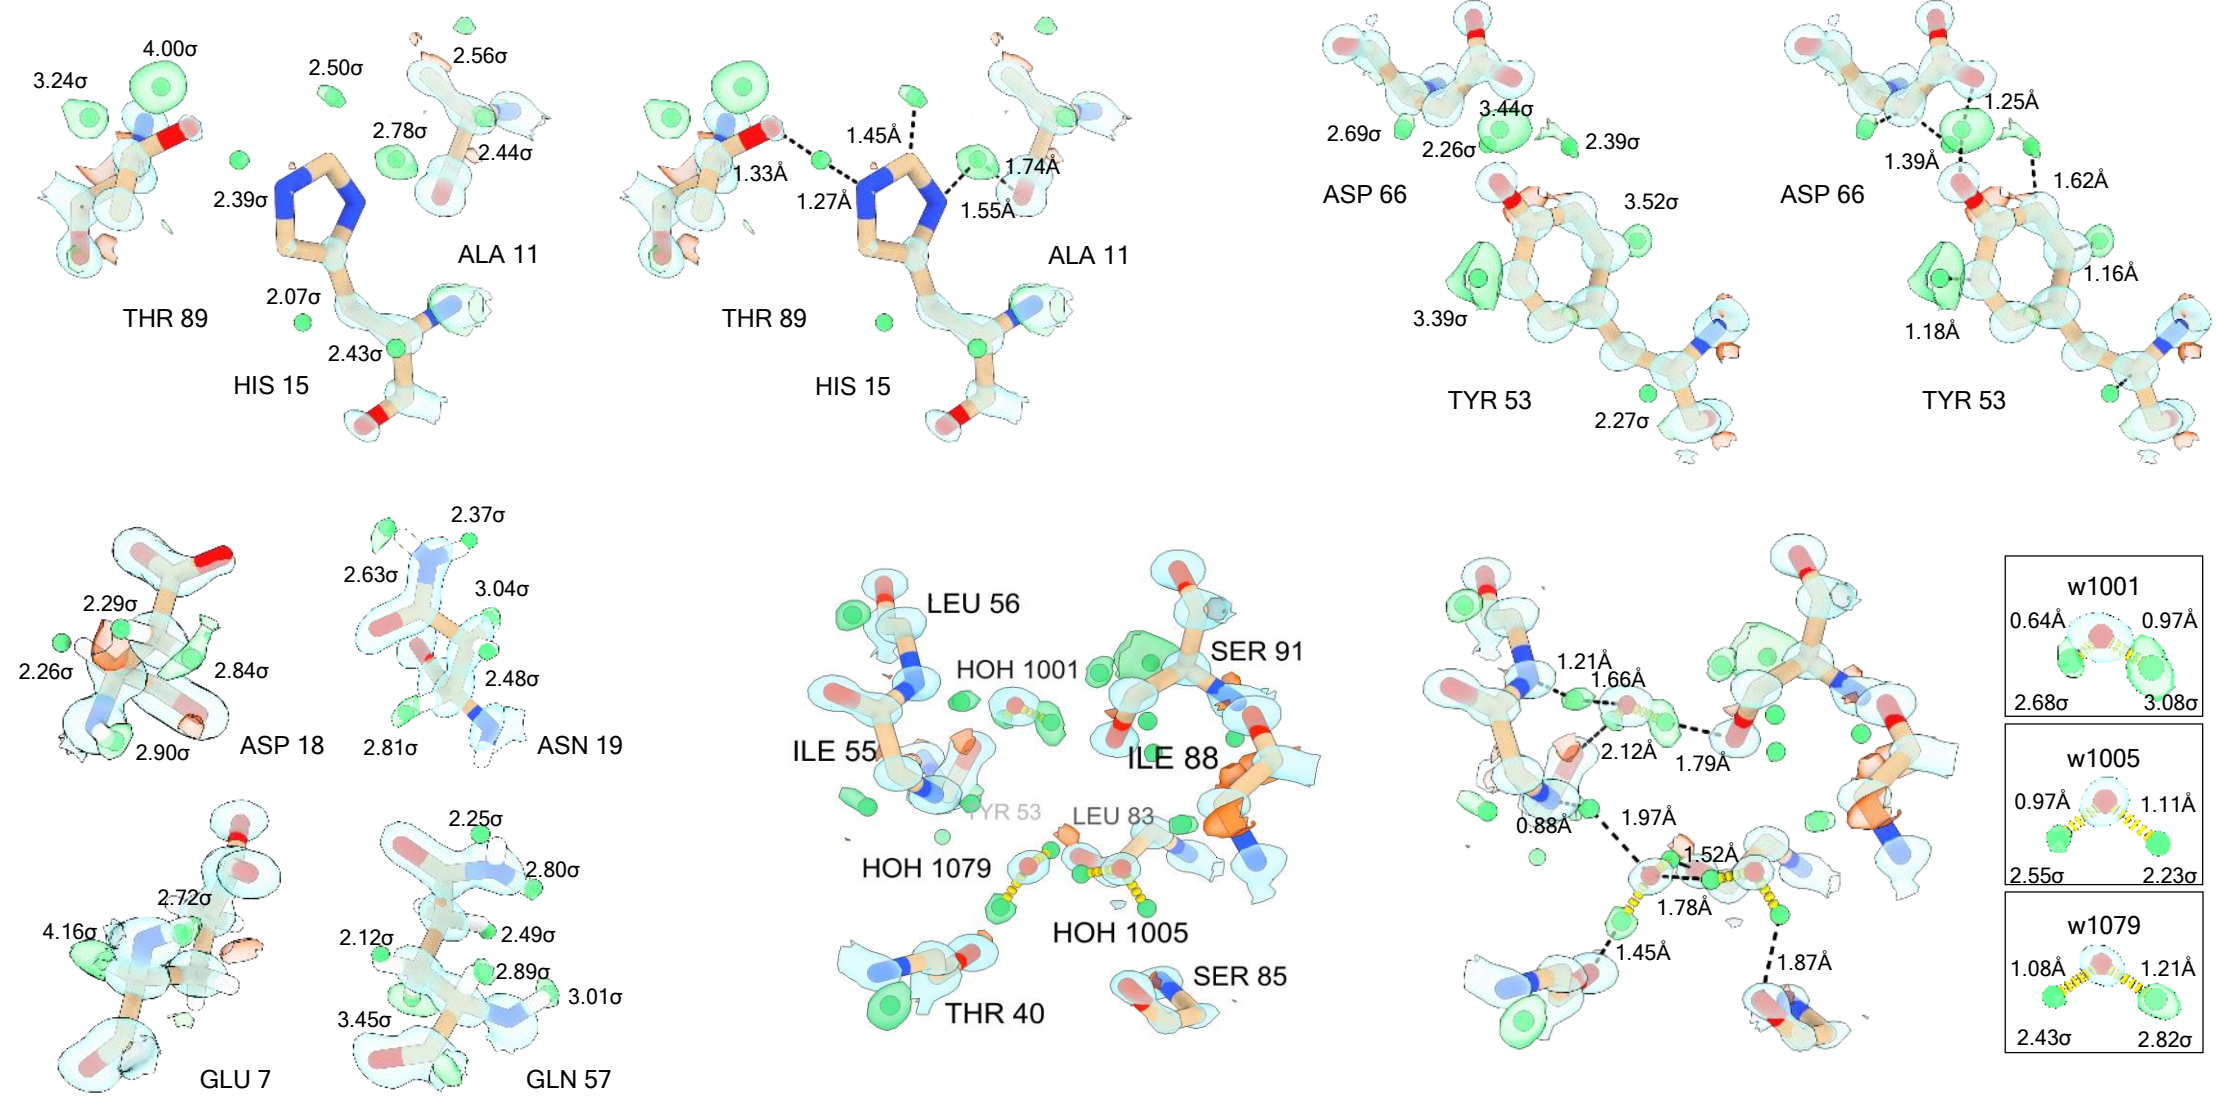 4.00σ
3.24σ
2.50σ
2.56σ
2.78σ
2.44σ
2.39σ
ALA 11
2.07σ
THR 89
2.43σ
HIS 15
1.45Å
1.33Å
1.74Å
1.27Å
1.55Å
ALA 11
THR 89
HIS 15
3.44σ
2.69σ
2.26σ
2.39σ
ASP 66
3.52σ
3.39σ
TYR 53
2.27σ
1.25Å
1.39Å
ASP 66
1.62Å
1.16Å
1.18Å
TYR 53
2.29σ
2.26σ
2.84σ
2.90σ
ASP 18
2.37σ
2.63σ
3.04σ
2.48σ
2.81σ
ASN 19
2.72σ
4.16σ
GLU 7
2.25σ
2.80σ
2.12σ
2.49σ
2.89σ
3.01σ
3.45σ
GLN 57
LEU 56
SER 91
HOH 1001
ILE 55
ILE 88
TYR 53
LEU 83
HOH 1079
HOH 1005
SER 85
THR 40
1.21Å
1.66Å
2.12Å
1.79Å
0.88Å
1.97Å
1.52Å
1.78Å
1.45Å
1.87Å
w1001
0.64Å 0.97Å
2.68σ 3.08σ
w1005
0.97Å 1.11Å
2.55σ 2.23σ
w1079
1.08Å 1.21Å
2.43σ 2.82σ